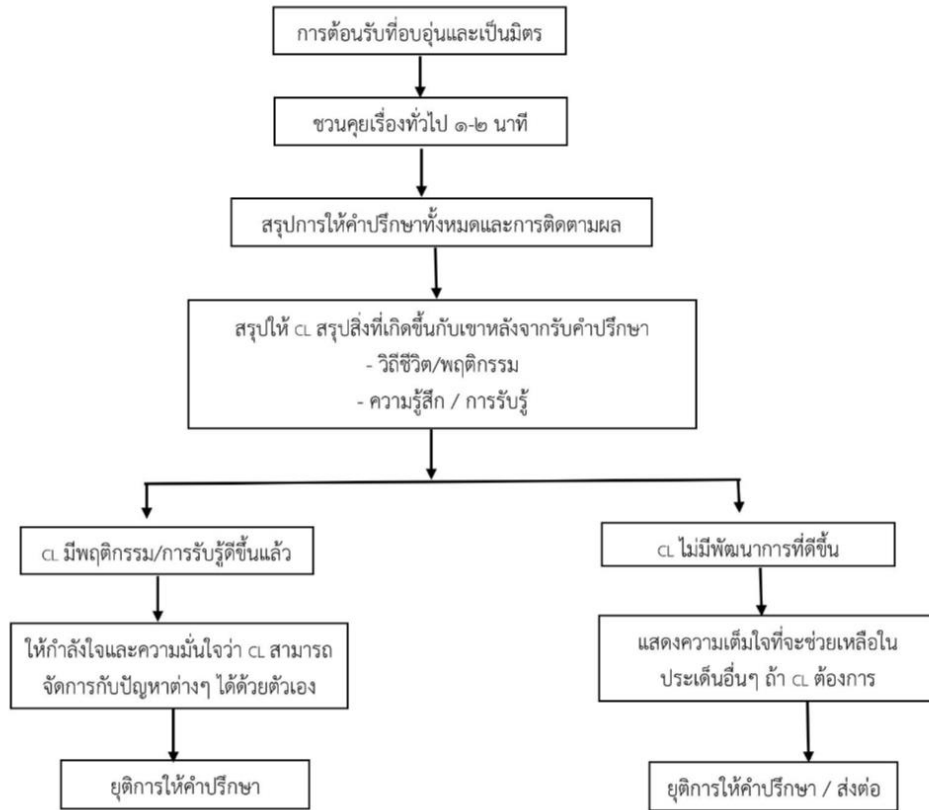 การต้อนรับที่อบอุ่นและเป็นมิตร
ชวนคุยเรื่องทั่วไป ๑-๒ นาที
สรุปการให้คำปรึกษาทั้งหมดและการติดตามผล
สรุปให้ CL สรุปสิ่งที่เกิดขึ้นกับเขาหลังจากรับคำปรึกษา
- วิถีชีวิต/พฤติกรรม
- ความรู้สึก / การรับรู้
CL มีพฤติกรรม/การรับรู้ดีขึ้นแล้ว
ให้กำลังใจและความมั่นใจว่า CL สามารถ
จัดการกับปัญหาต่างๆ ได้ด้วยตัวเอง
ยุติการให้คำปรึกษา
CL ไม่มีพัฒนาการที่ดีขึ้น
แสดงความเต็มใจที่จะช่วยเหลือใน
ประเด็นอื่นๆ ถ้า CL ต้องการ
ยุติการให้คำปรึกษา / ส่งต่อ